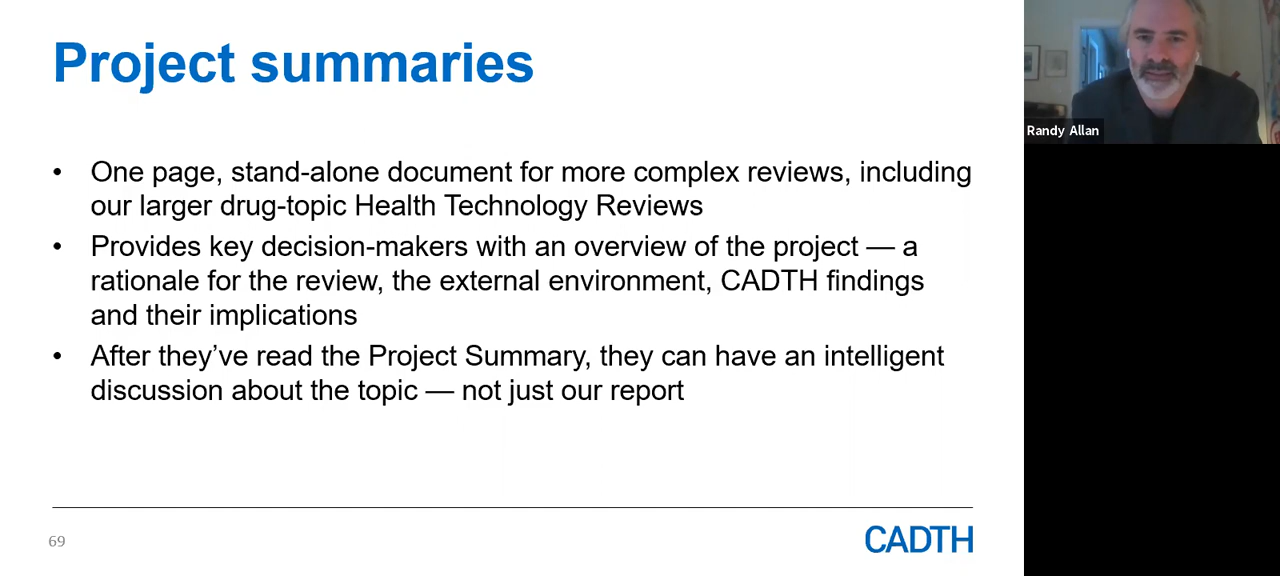 Project summaries
• One page, stand-alone document for more complex reviews, including
our larger drug-topic Health Technology Reviews
• Provides key decision-makers with an overview of the project — a
rationale for the review, the external environment, CADTH findings
and their implications
• After they’ve read the Project Summary, they can have an intelligent
discussion about the topic — not just our report
69
CADTH
Randy Allan